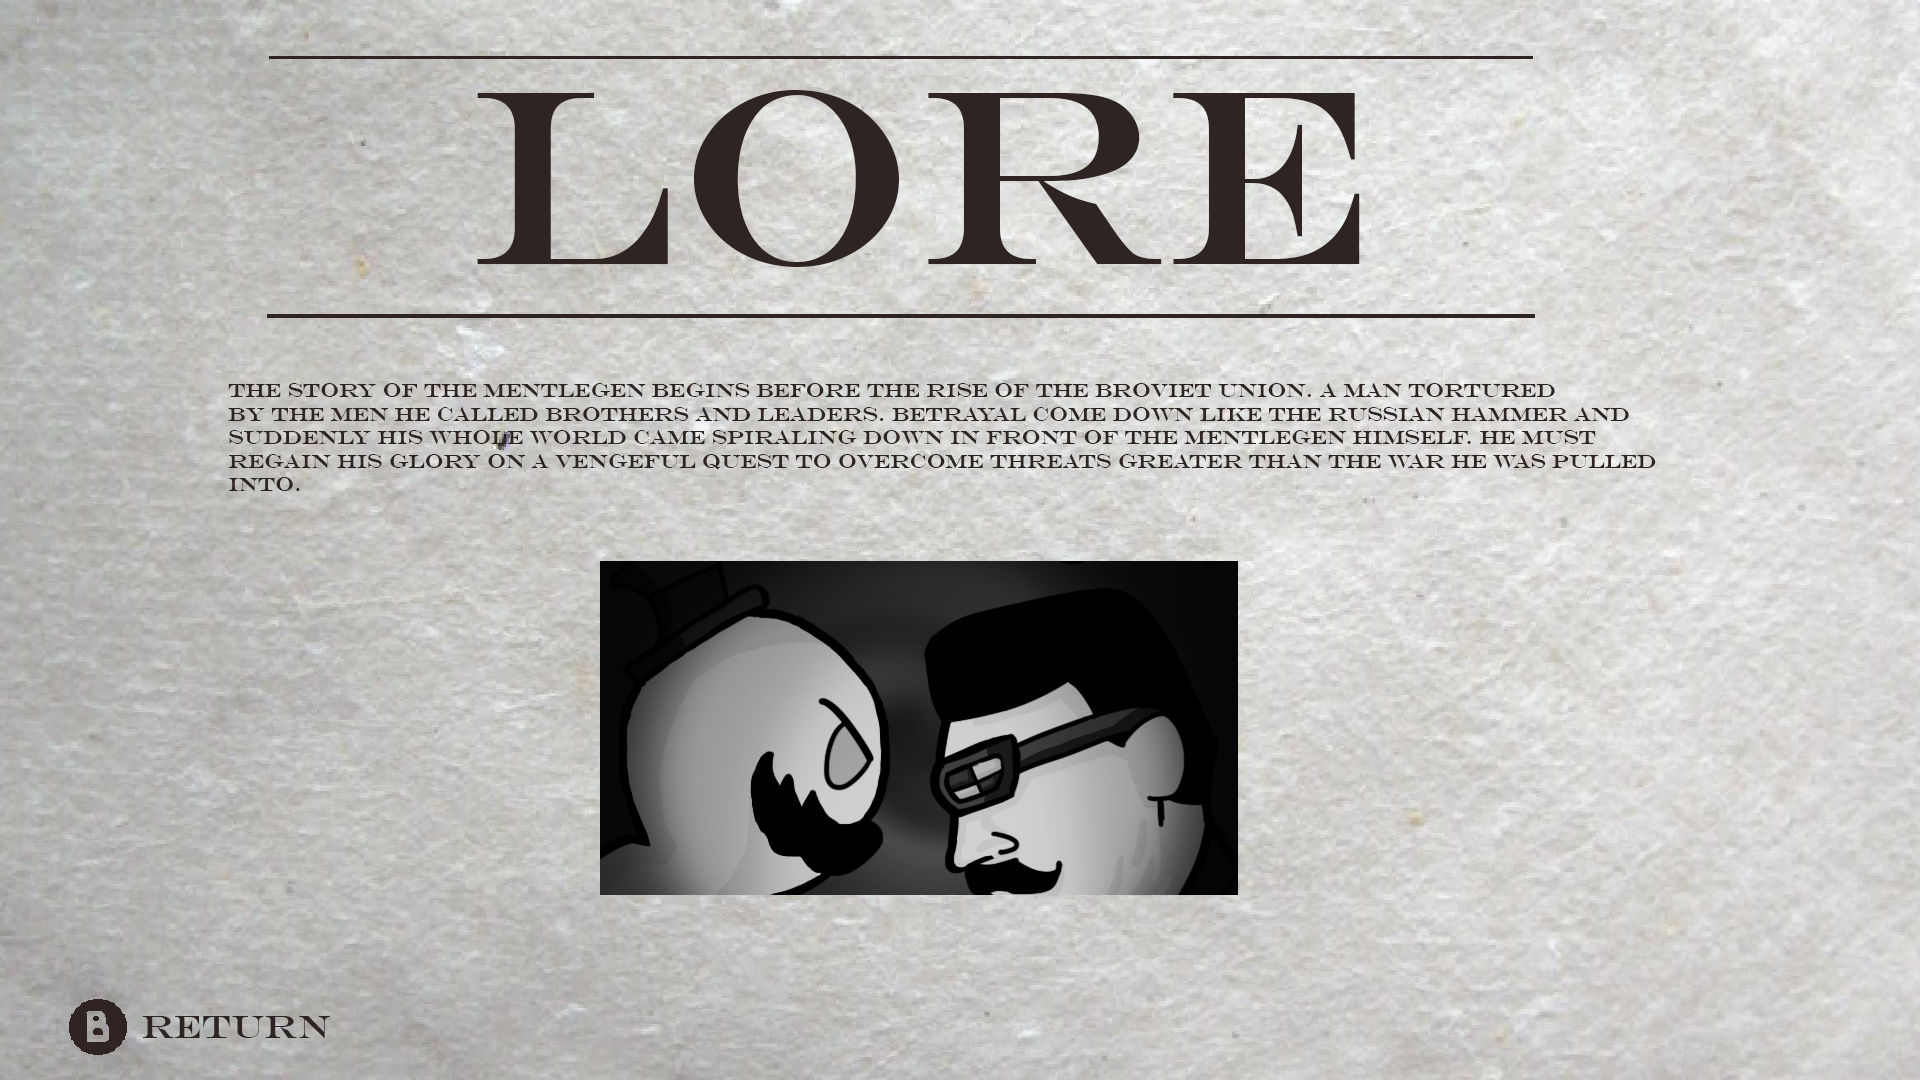 LORE
THE STORY OF THE MENTLEGEN BEGINS BEFORE THE RISE OF THE BROVIET UNION. A MAN TORTURED
BY THE MEN HE CALLED BROTHERS AND LEADERS. BETRAYAL COME DOWN LIKE THE RUSSIAN HAMMER AND
SUDDENLY HIS WHOLE WORLD CAME SPIRALING DOWN IN FRONT OF THE MENTLEGEN HIMSELF. HE MUST
REGAIN HIS GLORY ON A VENGEFUL QUEST TO OVERCOME THREATS GREATER THAN THE WAR HE WAS PULLED
INTO.
B RETURN